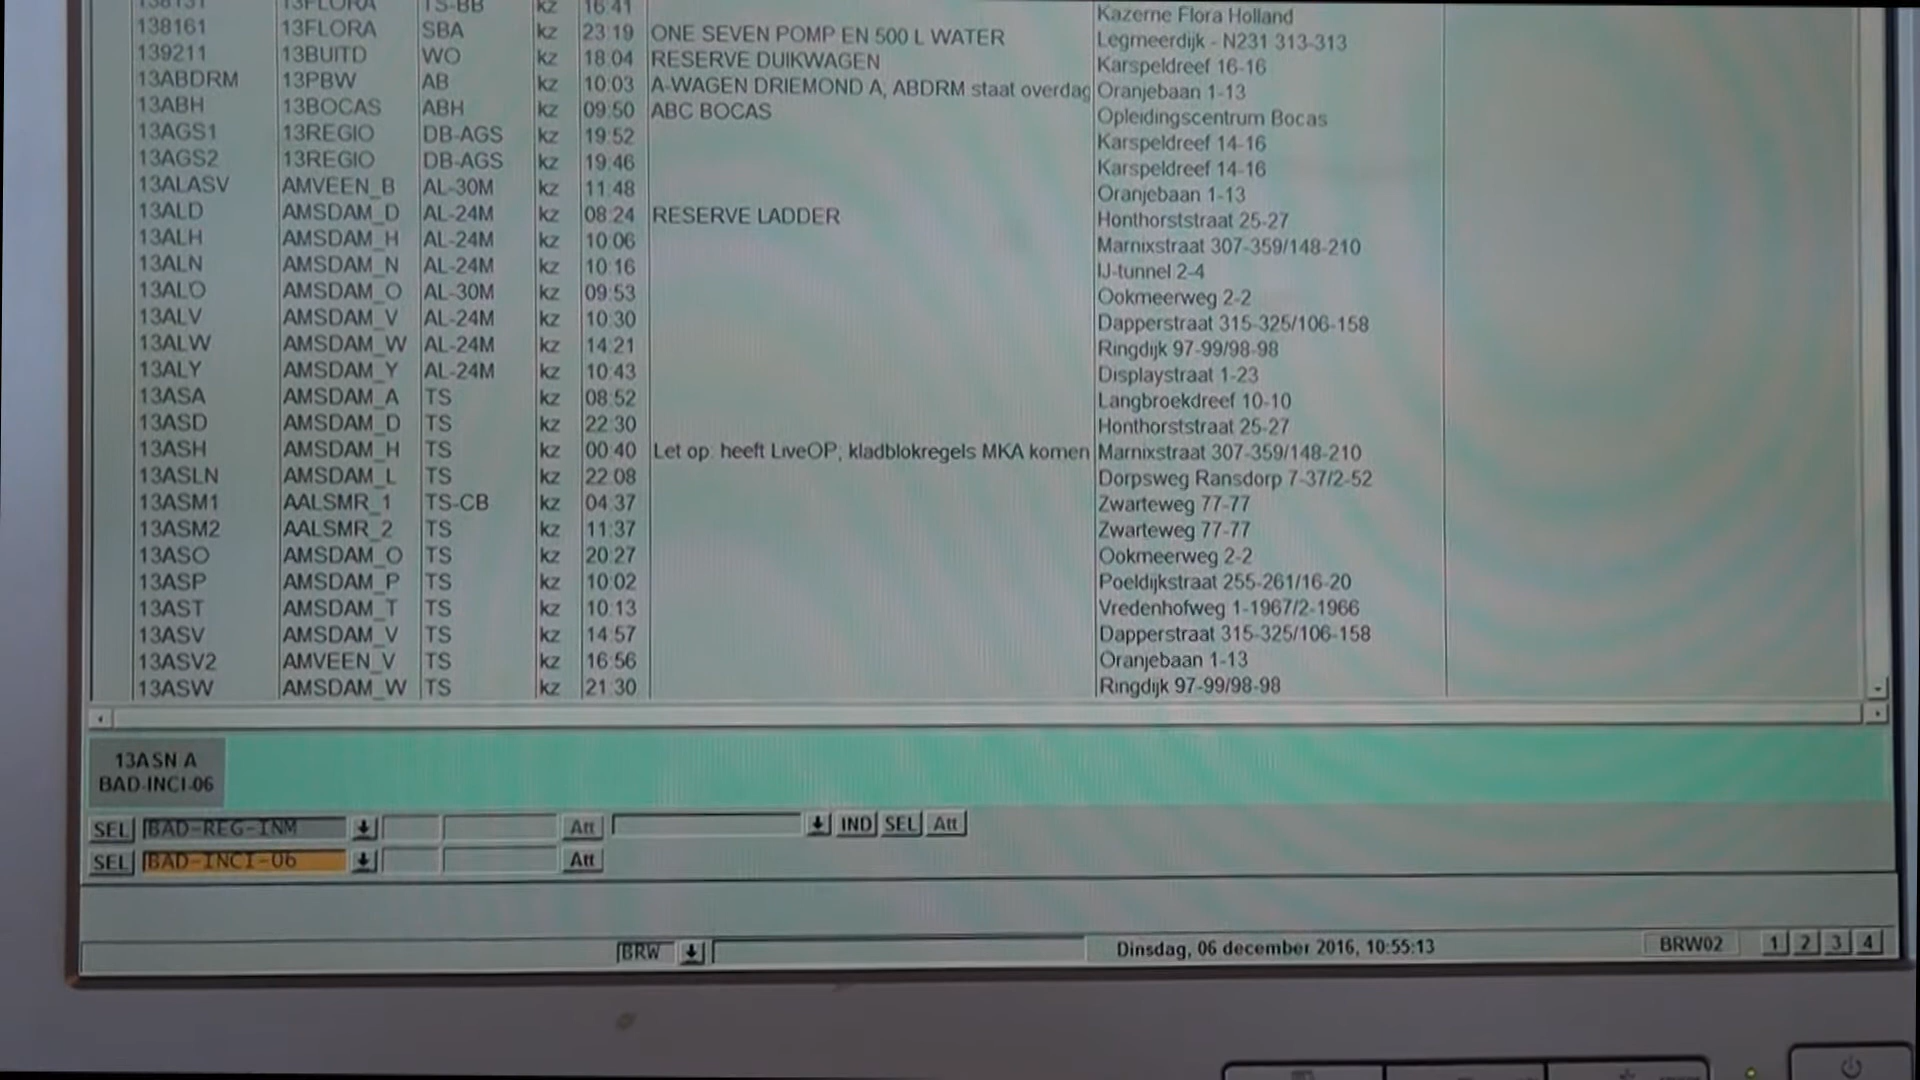 138131 13FLORA TS-BB kz 16:41 Kazerne Flora Holland
138161 13FLORA SBA kz 23:19 ONE SEVEN POMP EN 500 L WATER Legmeerdijk - N231 313-313
139211 13BUITD WO kz 18:04 RESERVE DUIKWAGEN Karspeldreef 16-16
13ABDRM 13PBW AB kz 10:03 A-WAGEN DRIEMOND A, ABDRM staat overdag Oranjebaan 1-13
13ABH 13BOCAS ABH kz 09:50 ABC BOCAS Opleidingscentrum Bocas
13AGS1 13REGIO DB-AGS kz 19:52 Karspeldreef 14-16
13AGS2 13REGIO DB-AGS kz 19:46 Karspeldreef 14-16
13ALASV AMVEEN_B AL-30M kz 11:48 Oranjebaan 1-13
13ALD AMSDAM_D AL-24M kz 08:24 RESERVE LADDER Honthorststraat 25-27
13ALH AMSDAM_H AL-24M kz 10:06 Marnixstraat 307-359/148-210
13ALN AMSDAM_N AL-24M kz 10:16 IJ-tunnel 2-4
13ALO AMSDAM_O AL-30M kz 09:53 Ookmeerweg 2-2
13ALV AMSDAM_V AL-24M kz 10:30 Dapperstraat 315-325/106-158
13ALW AMSDAM_W AL-24M kz 14:21 Ringdijk 97-99/98-98
13ALY AMSDAM_Y AL-24M kz 10:43 Displaystraat 1-23
13ASA AMSDAM_A TS kz 08:52 Langbroekdreef 10-10
13ASD AMSDAM_D TS kz 22:30 Honthorststraat 25-27
13ASH AMSDAM_H TS kz 00:40 Let op: heeft LiveOP; kladblokregels MKA komen Marnixstraat 307-359/148-210
13ASLN AMSDAM_L TS kz 22:08 Dorpsweg Ransdorp 7-37/2-52
13ASM1 AALSMR_1 TS-CB kz 04:37 Zwarteweg 77-77
13ASM2 AALSMR_2 TS kz 11:37 Zwarteweg 77-77
13ASO AMSDAM_O TS kz 20:27 Ookmeerweg 2-2
13ASP AMSDAM_P TS kz 10:02 Poeldijkstraat 255-261/16-20
13AST AMSDAM_T TS kz 10:13 Vredenhofweg 1-1967/2-1966
13ASV AMSDAM_V TS kz 14:57 Dapperstraat 315-325/106-158
13ASV2 AMVEEN_V TS kz 16:56 Oranjebaan 1-13
13ASW AMSDAM_W TS kz 21:30 Ringdijk 97-99/98-98
13ASN A
BAD-INCI-06
SEL BAD-REG-INM Att IND SEL Att
SEL BAD-INCI-06 Att
BRW Dinsdag, 06 december 2016, 10:55:13 BRW02 1 2 3 4